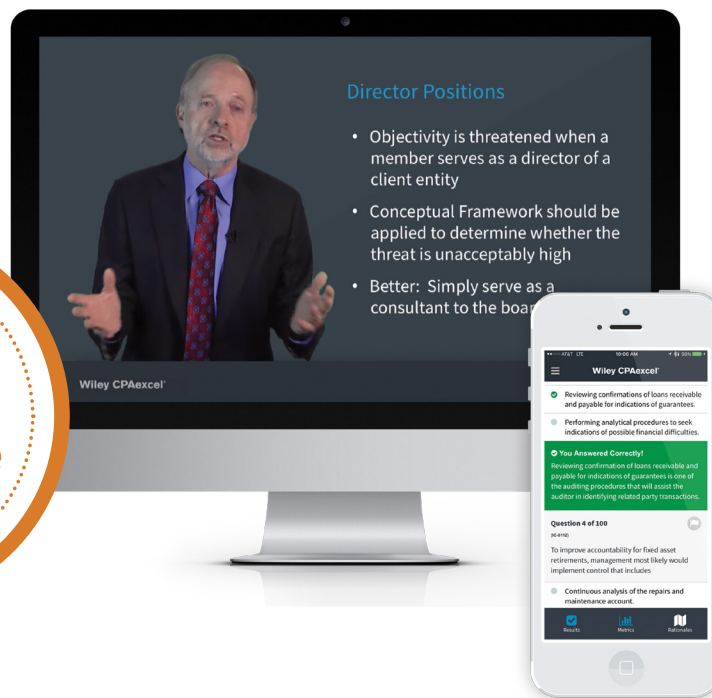 Director Positions
• Objectivity is threatened when a
member serves as a director of a
client entity
• Conceptual Framework should be
applied to determine whether the
threat is unacceptably high
• Better: Simply serve as a
consultant to the
Wiley CPAexcel®
AT&T LTE 10:06 AM 50%
Wiley CPAexcel®
Reviewing confirmations of loans receivable
and payable for indications of guarantees.
Performing analytical procedures to seek
indications of possible financial difficulties.
You Answered Correctly!
Reviewing confirmation of loans receivable and
payable for indications of guarantees is one of
the auditing procedures that will assist the
auditor in identifying related party transactions.
Question 4 of 100
To improve accountability for fixed asset
retirements, management most likely would
implement control that includes
Continuous analysis of the repairs and
maintenance account.
Results Metrics Rationales